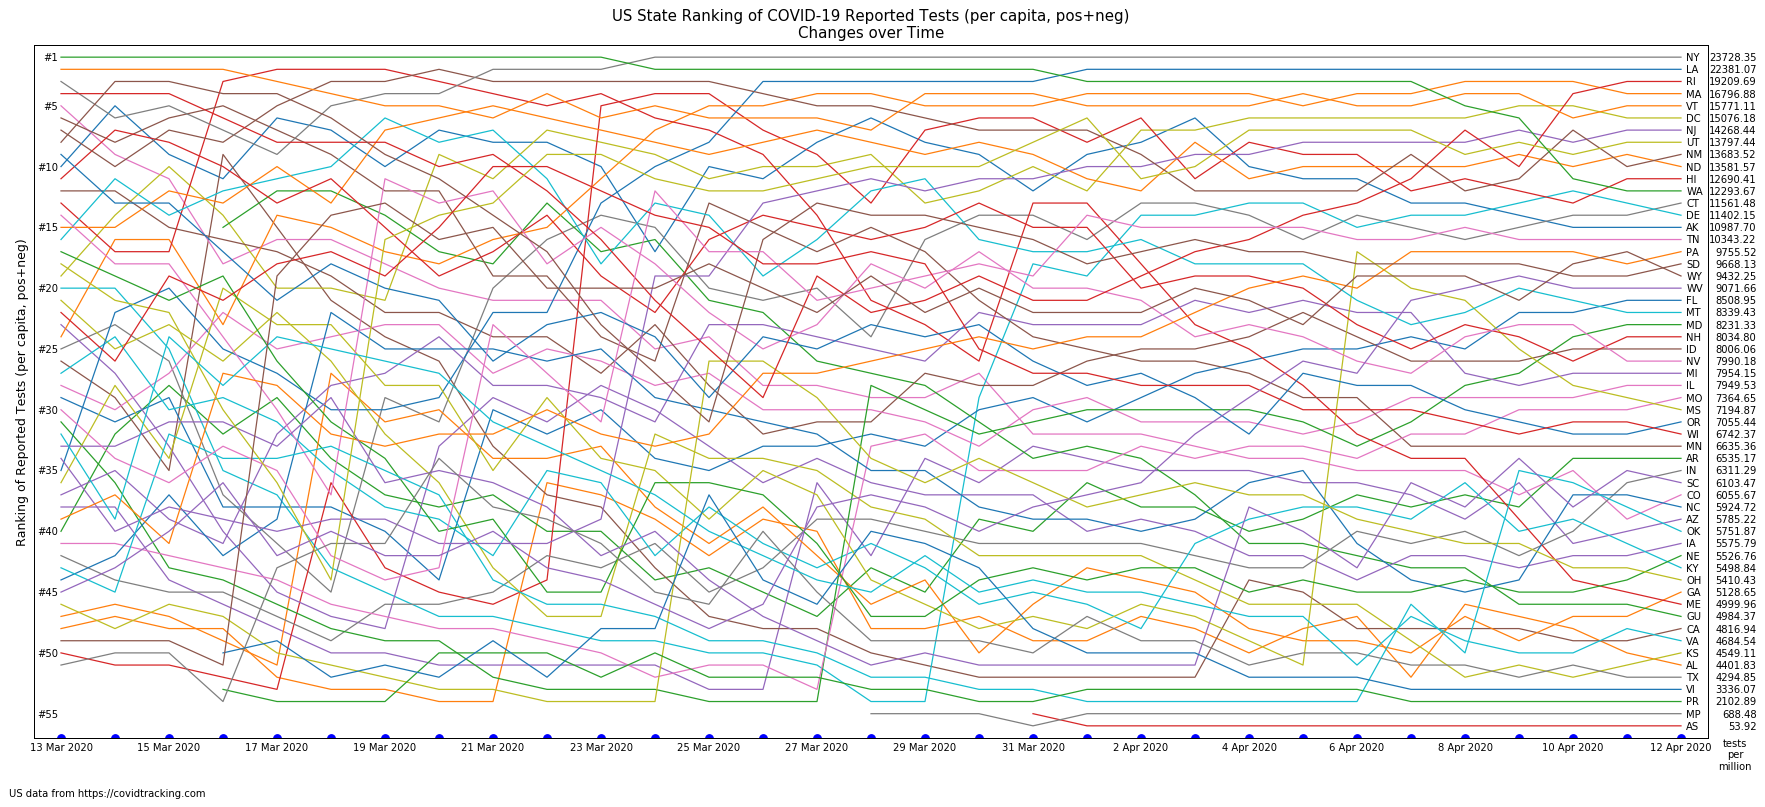 US State Ranking of COVID-19 Reported Tests (per capita, pos+neg)
Changes over Time
Ranking of Reported Tests (per capita, pos+neg)
#1
#5
#10
#15
#20
#25
#30
#35
#40
#45
#50
#55
NY 23728.35
LA 22381.07
RI 19209.69
MA 16796.88
VT 15771.11
DC 15076.18
NJ 14268.44
UT 13797.44
NM 13683.52
ND 13581.57
HI 12690.41
WA 12293.67
CT 11561.48
DE 11402.15
AK 10987.70
TN 10343.22
PA 9755.52
SD 9668.13
WY 9432.25
WV 9071.66
FL 8508.95
MT 8339.43
MD 8231.33
NH 8034.80
ID 8006.06
NV 7990.18
MI 7954.15
IL 7949.53
MO 7364.65
MS 7194.87
OR 7055.44
WI 6742.37
MN 6635.36
AR 6535.17
IN 6311.29
SC 6103.47
CO 6055.67
NC 5924.72
AZ 5785.22
OK 5751.87
IA 5575.79
NE 5526.76
KY 5498.84
OH 5410.43
GA 5128.65
ME 4999.96
GU 4984.37
CA 4816.94
VA 4684.54
KS 4549.11
AL 4401.83
TX 4294.85
VI 3336.07
PR 2102.89
MP 688.48
AS 53.92
13 Mar 2020 15 Mar 2020 17 Mar 2020 19 Mar 2020 21 Mar 2020 23 Mar 2020 25 Mar 2020 27 Mar 2020 29 Mar 2020 31 Mar 2020 2 Apr 2020 4 Apr 2020 6 Apr 2020 8 Apr 2020 10 Apr 2020 12 Apr 2020
tests
per
million
US data from https://covidtracking.com